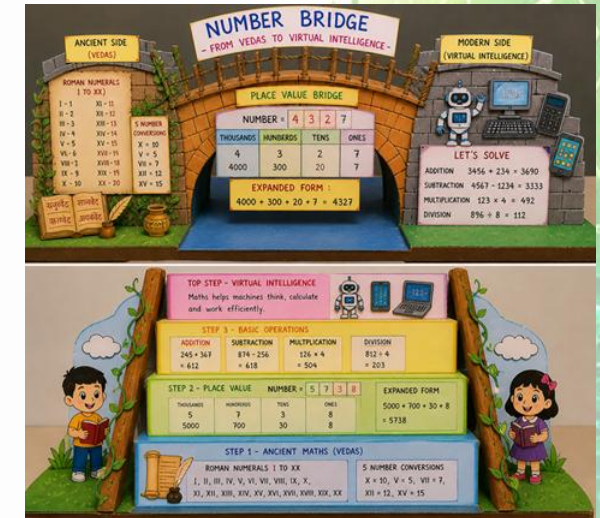 NUMBER BRIDGE
- FROM VEDAS TO VIRTUAL INTELLIGENCE -
ANCIENT SIDE
(VEDAS)
ROMAN NUMERALS
I TO XX)
I - 1 XI - 11
II - 2 XII - 12
III - 3 XIII - 13
IV - 4 XIV - 14
V - 5 XV - 15
VL - 6 XVI - 16
XVII - 17
XVIII - 18
IX - 9 XIX - 19
X - 10 XX - 20
5 NUMBER
CONVERSIONS
X = 10
V = 5
VII = 7
XII = 12
XV = 15
PLACE VALUE BRIDGE
NUMBER = 4 3 2 7
THOUSANDS HUNDREDS TENS ONES
4 3 2 7
4000 300 20 7
EXPANDED FORM :
4000 + 300 + 20 + 7 = 4327
MODERN SIDE
(VIRTUAL INTELLIGENCE)
LET'S SOLVE
ADDITION 3456 + 234 = 3690
SUBTRACTION 4567 - 1234 = 3333
MULTIPLICATION 123 × 4 = 492
DIVISION 896 ÷ 8 = 112
TOP STEP - VIRTUAL INTELLIGENCE
Maths helps machines think, calculate
and work efficiently.
STEP 3 - BASIC OPERATIONS
ADDITION SUBTRACTION MULTPLICATION DIVISION
245 + 367 874 - 256 126 × 4 812 ÷ 4
= 612 = 618 = 504 = 203
STEP 2 - PLACE VALUE NUMBER = 5 7 3 8
THOUSANDS HUNDREDS TENS ONES
5 7 3 8
5000 700 30 8
EXPANDED FORM
5000 + 700 + 30 + 8
= 5738
STEP 1 - ANCIENT MATHS (VEDAS)
ROMAN NUMERALS I TO XX
I, II, III, IV, V, VI, VII, VIII, IX, X,
XI, XII, XIII, XIV, XV, XVI, XVII, XVIII, XIX, XX
5 NUMBER CONVERSIONS
X = 10, V = 5, VII = 7,
XII = 12, XV = 15